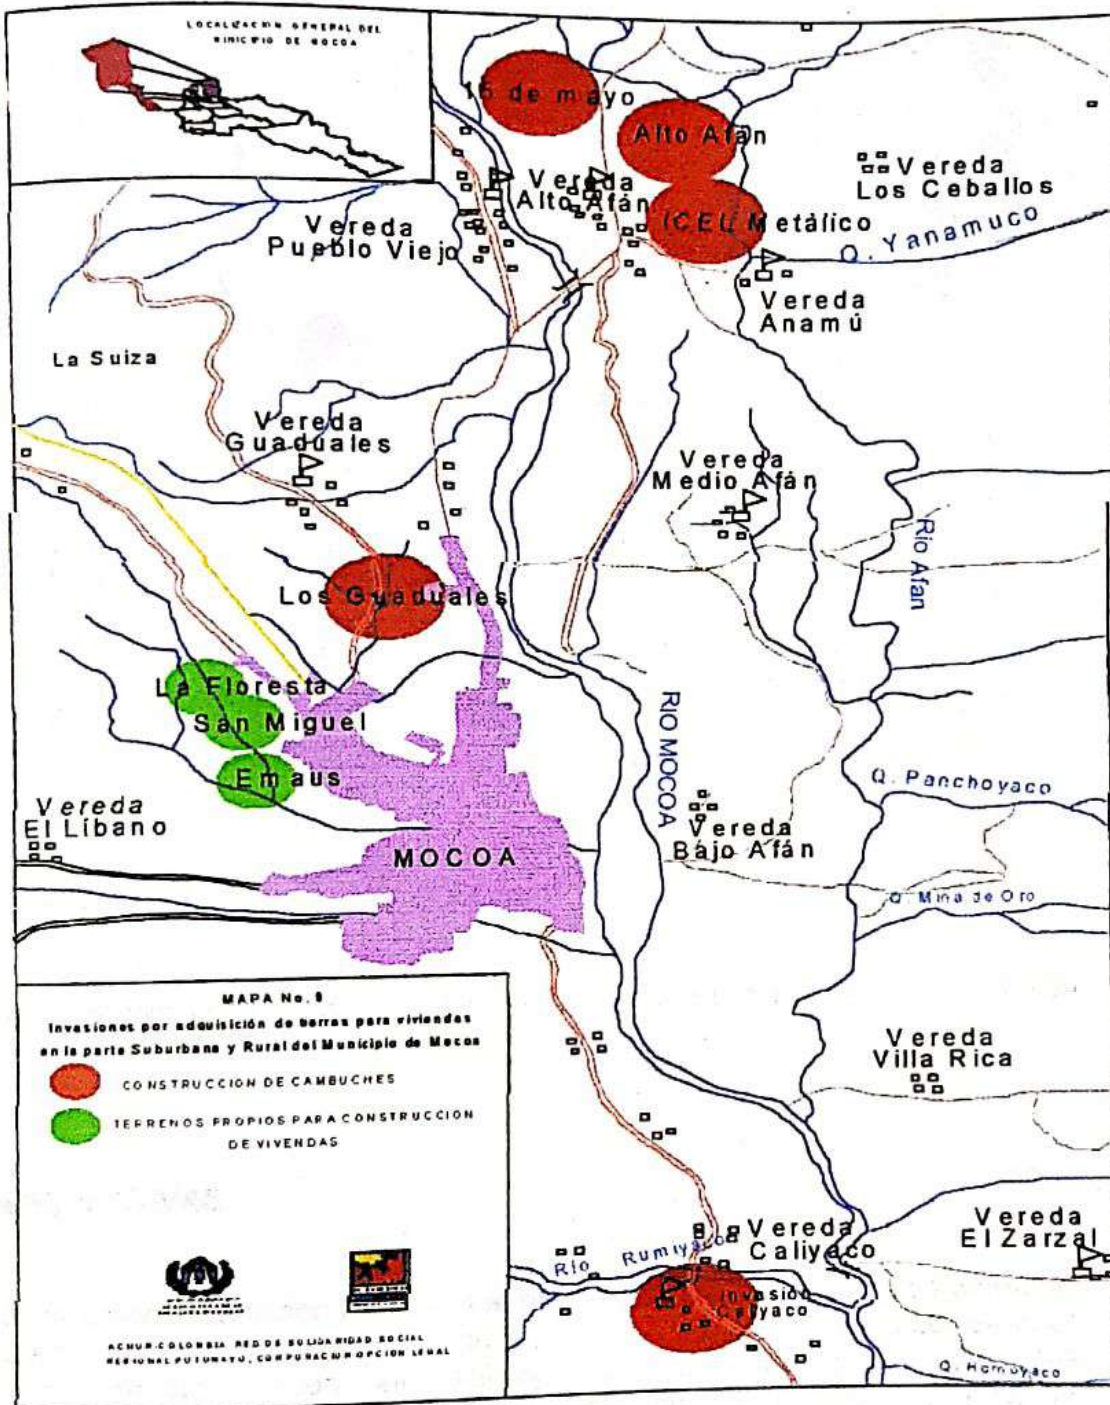 LOCALIZACION GENERAL DEL
MINICIPIO DE MOCOA
16 de mayo
Alto Afán
Vereda
Los Ceballos
Vereda
Alto Afán
ICEL Metálico
Vereda
Pueblo Viejo
Q. Yanamuco
Vereda
Anamú
La Suiza
Vereda
Guaduales
Vereda
Medio Afán
Rio Afan
Los Guaduales
La Floresta
San Miguel
Emaus
RIO MOCOA
Q. Panchoyaco
Vereda
El Líbano
Vereda
Bajo Afán
MOCOA
Q. Mina de Oro
MAPA No. 9
Invasiones por adquisición de tierras para viviendas
en la parte Suburbana y Rural del Municipio de Mocoa
CONSTRUCCION DE CAMBUCHES
TERRENOS PROPIOS PARA CONSTRUCCION
DE VIVENDAS
Vereda
Villa Rica
Vereda
Caliyaco
Vereda
El Zarzal
Río Rumiyaco
Invasión
Caliyaco
ACNUR-COLOMBIA RED DE SOLIDARIDAD SOCIAL
REGIONAL PUTUMAYO, CORPORACION OPCION LEGAL
Q. Homoyaco